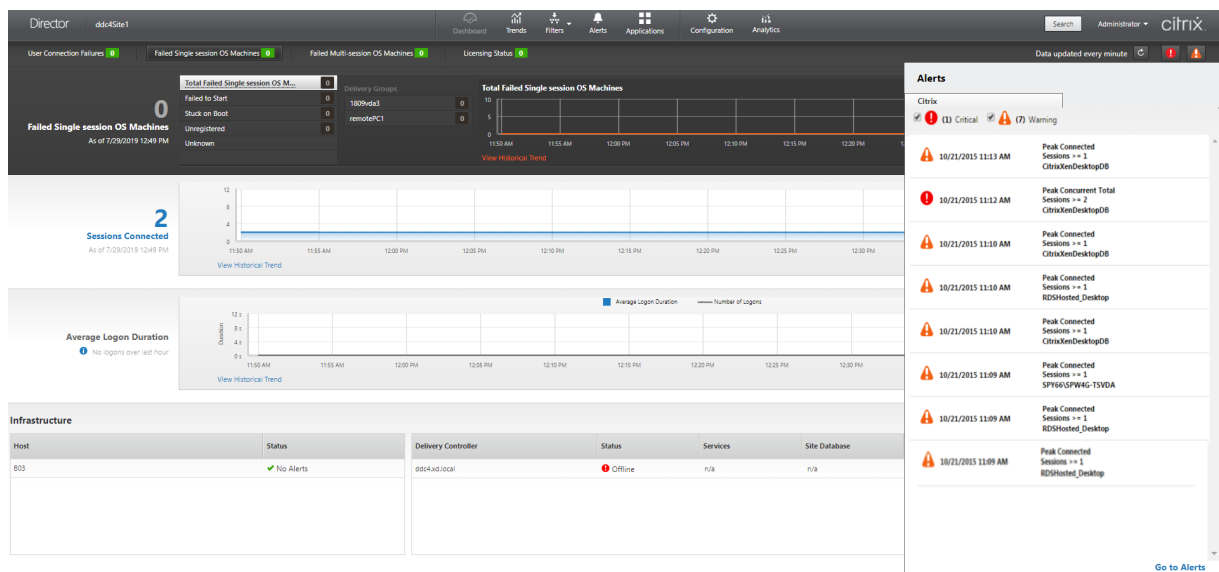 Director ddc4Site1
Dashboard Trends Filters Alerts Applications Configuration Analytics
Search Administrator citrix
User Connection Failures 0 Failed Single session OS Machines 0 Failed Multi-session OS Machines 0 Licensing Status 0
Data updated every minute
0
Failed Single session OS Machines
As of 7/29/2019 12:49 PM
Total Failed Single session OS M... 0
Failed to Start 0
Stuck on Boot 0
Unregistered 0
Unknown
Delivery Groups
1809vda3 0
remotePC1 0
Total Failed Single session OS Machines
10
5
0
11:50 AM 11:55 AM 12:00 PM 12:05 PM 12:10 PM 12:15 PM 12:20 PM
View Historical Trend
2
Sessions Connected
As of 7/29/2019 12:49 PM
12
8
4
0
11:50 AM 11:55 AM 12:00 PM 12:05 PM 12:10 PM 12:15 PM 12:20 PM 12:25 PM 12:30 PM
View Historical Trend
Average Logon Duration
No logons over last hour
Average Logon Duration Number of Logons
Duration
12 s
8 s
4 s
0 s
11:50 AM 11:55 AM 12:00 PM 12:05 PM 12:10 PM 12:15 PM 12:20 PM 12:25 PM 12:30 PM
View Historical Trend
Infrastructure
Host Status
803 No Alerts
Delivery Controller Status Services Site Database
ddc4.xd.local Offline n/a n/a
Alerts
Citrix
(1) Critical (7) Warning
10/21/2015 11:13 AM
Peak Connected
Sessions >= 1
CitrixXenDesktopDB
10/21/2015 11:12 AM
Peak Concurrent Total
Sessions >= 2
CitrixXenDesktopDB
10/21/2015 11:10 AM
Peak Connected
Sessions >= 1
CitrixXenDesktopDB
10/21/2015 11:10 AM
Peak Connected
Sessions >= 1
RDSHosted_Desktop
10/21/2015 11:10 AM
Peak Connected
Sessions >= 1
CitrixXenDesktopDB
10/21/2015 11:09 AM
Peak Connected
Sessions >= 1
SPY66\SPW4G-TSVDA
10/21/2015 11:09 AM
Peak Connected
Sessions >= 1
RDSHosted_Desktop
10/21/2015 11:09 AM
Peak Connected
Sessions >= 1
RDSHosted_Desktop
Go to Alerts